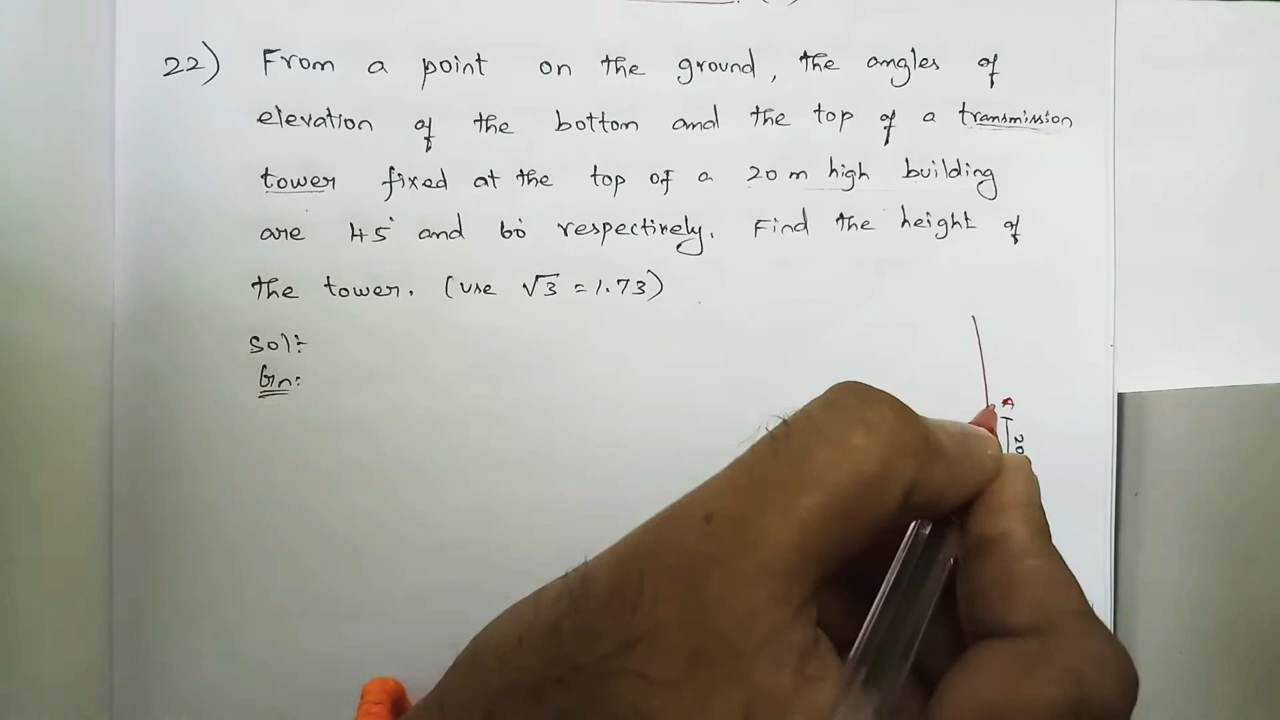 22) From a point on the ground, the angles of
elevation of the bottom and the top of a transmission
tower fixed at the top of a 20 m high building
are 45° and 60° respectively. Find the height of
the tower. (use √3 = 1.73)
Sol:
Gn:
A
20